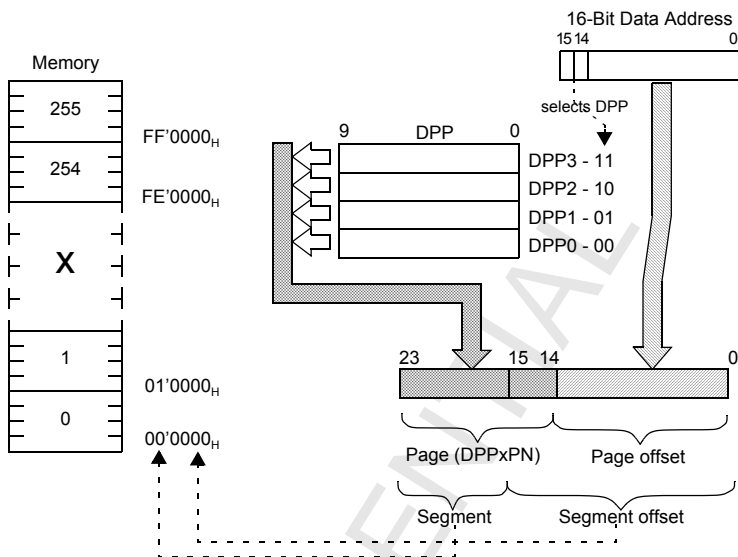 16-Bit Data Address
15 14 0
Memory
255
FF'0000H
254
FE'0000H
X
1
01'0000H
0
00'0000H
selects DPP
9 DPP 0
DPP3 - 11
DPP2 - 10
DPP1 - 01
DPP0 - 00
23 15 14 0
Page (DPPxPN) Page offset
Segment Segment offset
ENTIAL